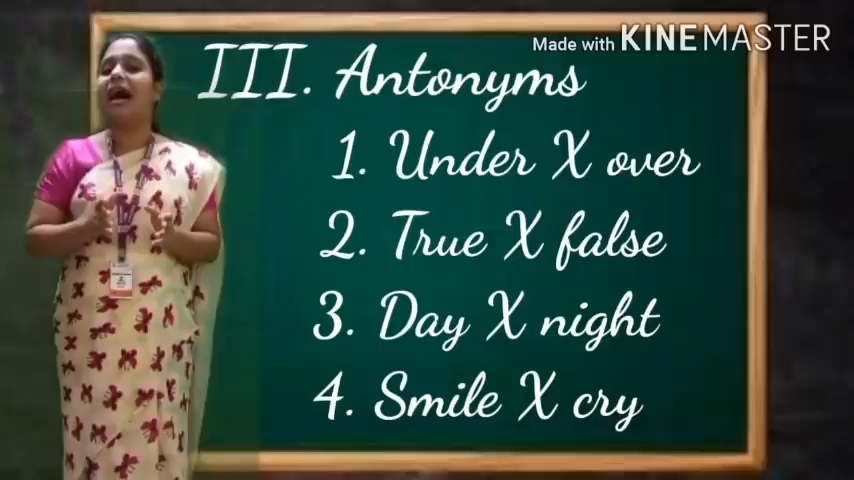 Made with KINEMASTER
III. Antonyms
1. Under X over
2. True X false
3. Day X night
4. Smile X cry